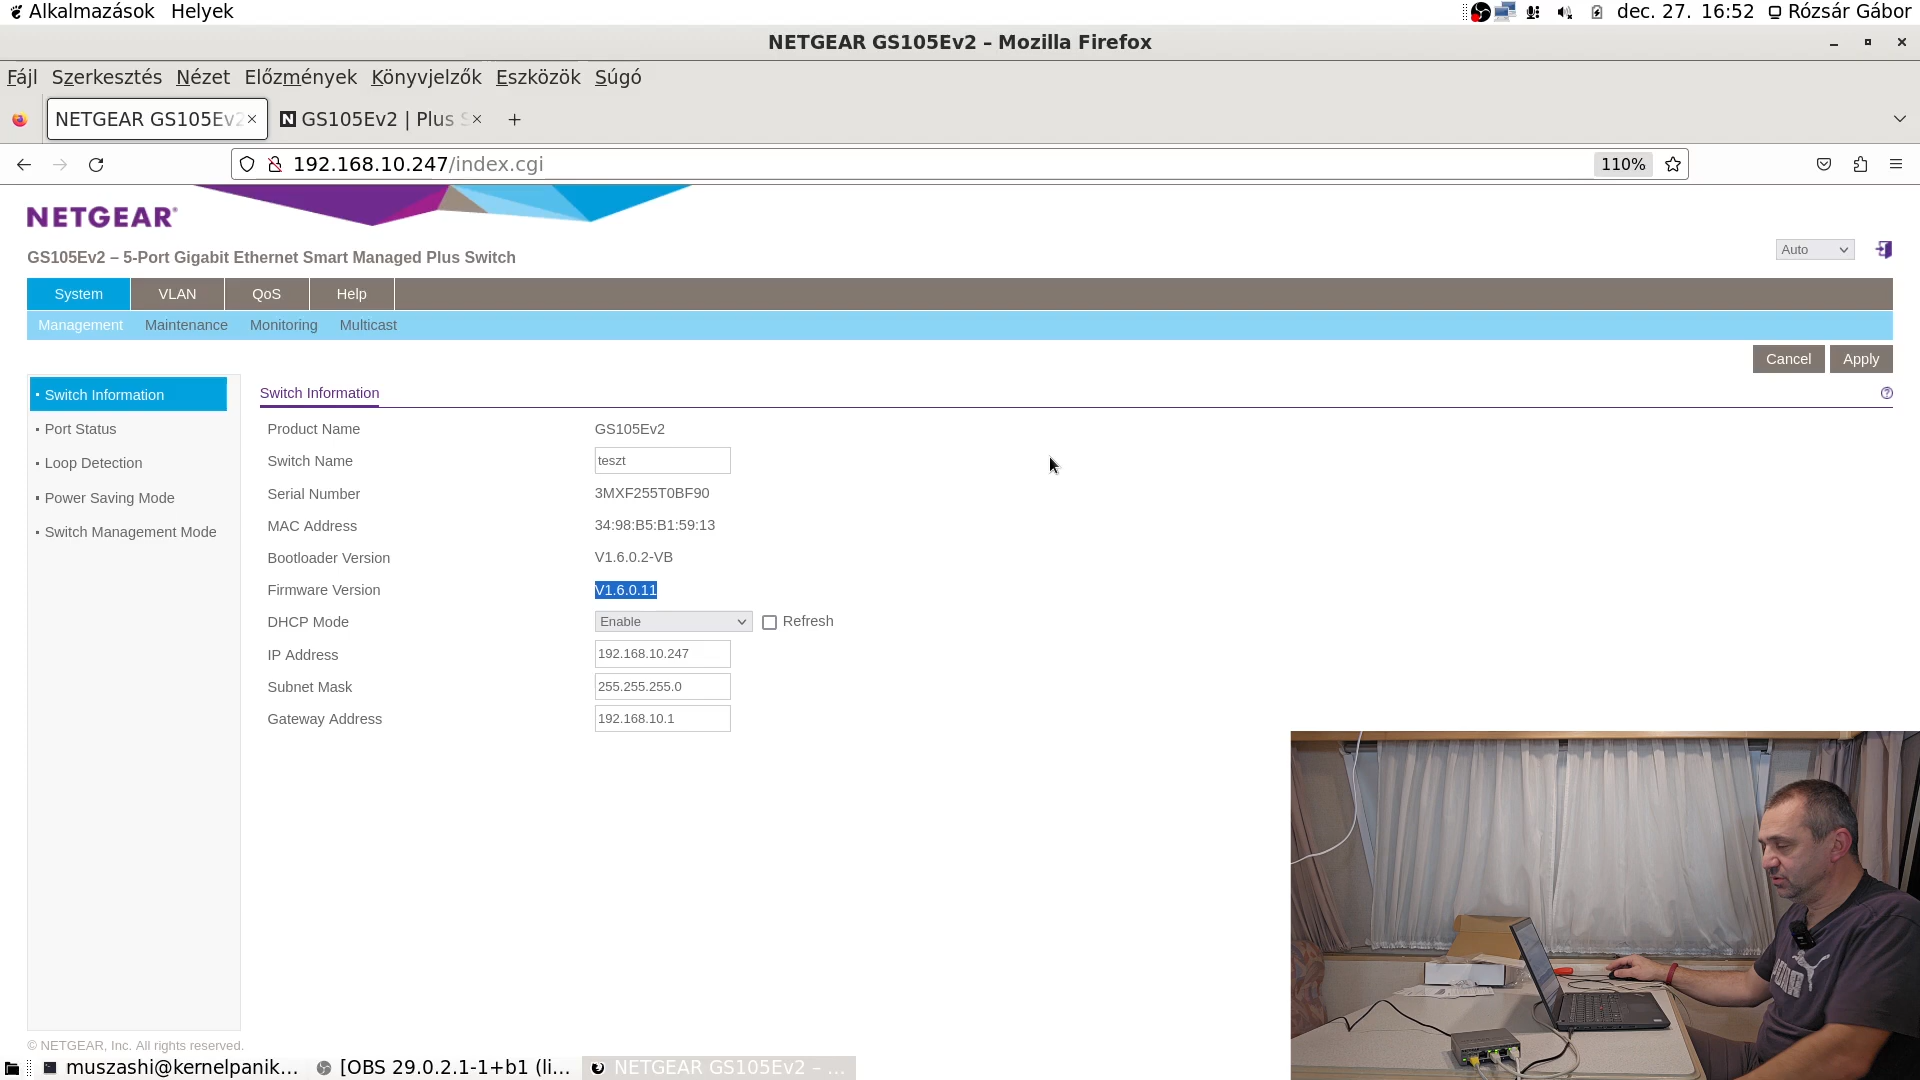 Alkalmazások Helyek
dec. 27. 16:52 Rózsár Gábor
NETGEAR GS105Ev2 – Mozilla Firefox
Fájl Szerkesztés Nézet Előzmények Könyvjelzők Eszközök Súgó
NETGEAR GS105Ev2 × GS105Ev2 | Plus S × +
192.168.10.247/index.cgi 110%
NETGEAR®
GS105Ev2 – 5-Port Gigabit Ethernet Smart Managed Plus Switch
Auto
System VLAN QoS Help
Management Maintenance Monitoring Multicast
Cancel Apply
Switch Information
Port Status
Loop Detection
Power Saving Mode
Switch Management Mode
Switch Information
Product Name GS105Ev2
Switch Name teszt
Serial Number 3MXF255T0BF90
MAC Address 34:98:B5:B1:59:13
Bootloader Version V1.6.0.2-VB
Firmware Version V1.6.0.11
DHCP Mode Enable Refresh
IP Address 192.168.10.247
Subnet Mask 255.255.255.0
Gateway Address 192.168.10.1
© NETGEAR, Inc. All rights reserved.
muszashi@kernelpanik... [OBS 29.0.2.1-1+b1 (li... NETGEAR GS105Ev2 – ...